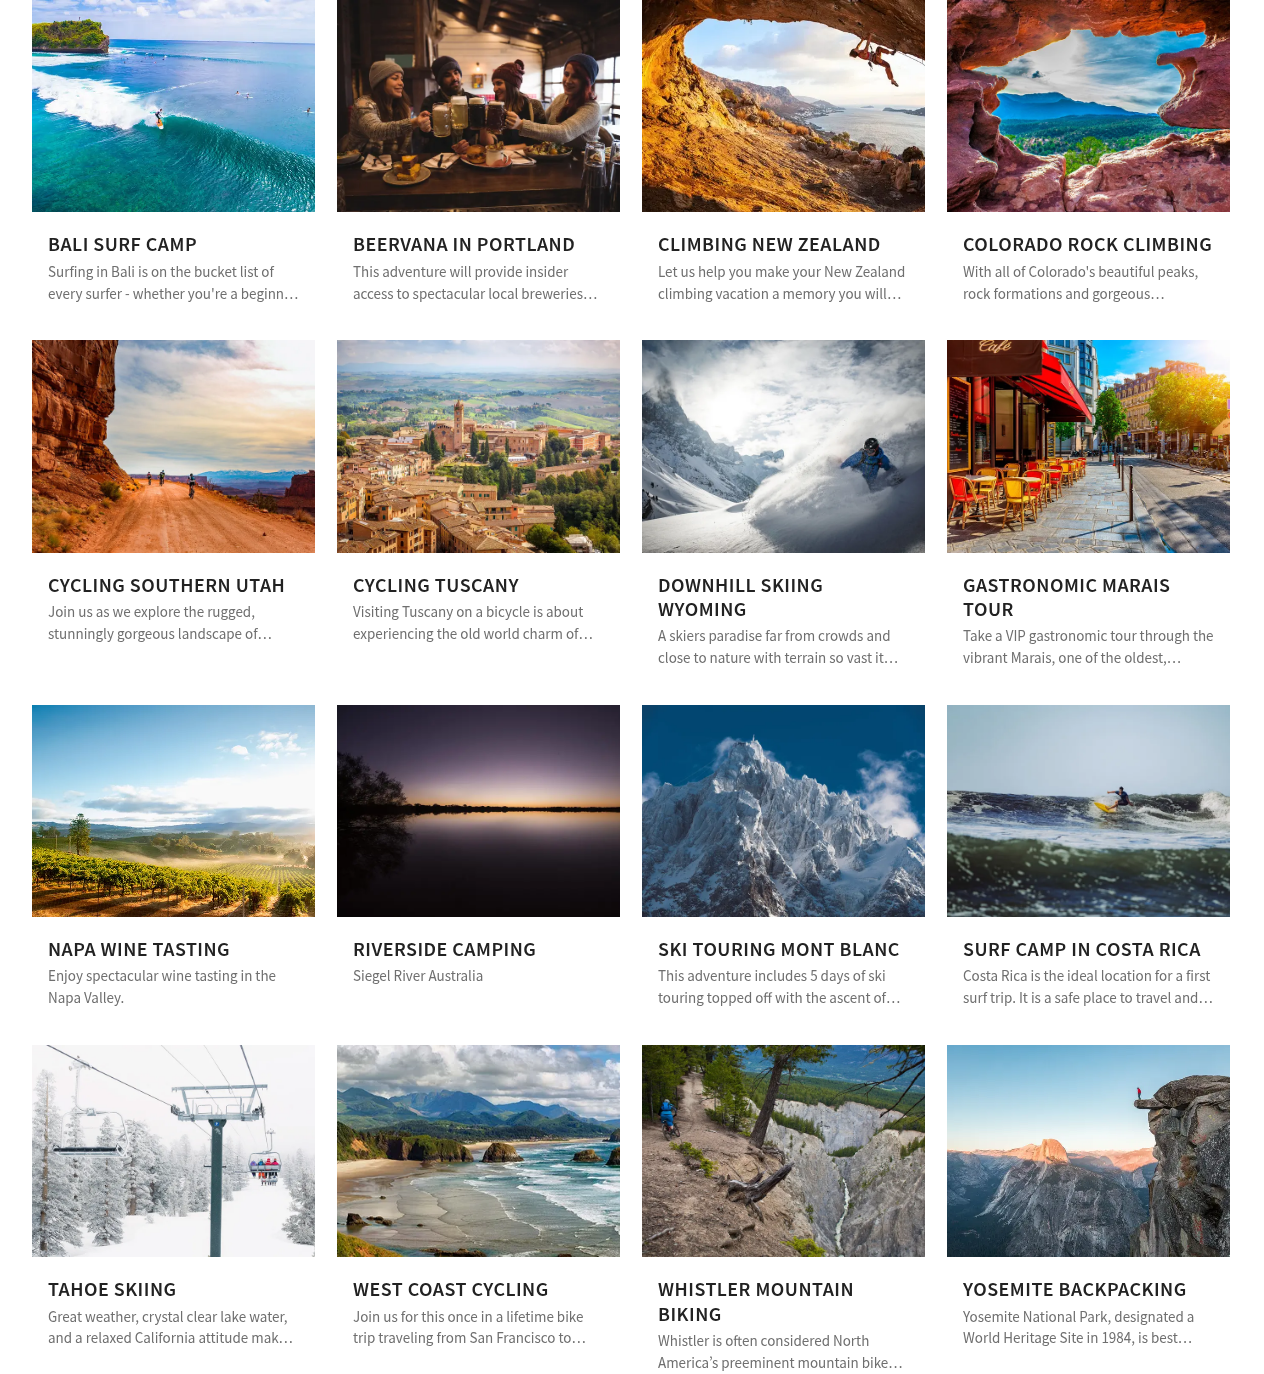 BALI SURF CAMP
Surfing in Bali is on the bucket list of
every surfer - whether you're a beginn…
BEERVANA IN PORTLAND
This adventure will provide insider
access to spectacular local breweries…
CLIMBING NEW ZEALAND
Let us help you make your New Zealand
climbing vacation a memory you will…
COLORADO ROCK CLIMBING
With all of Colorado's beautiful peaks,
rock formations and gorgeous…
Café
CYCLING SOUTHERN UTAH
Join us as we explore the rugged,
stunningly gorgeous landscape of…
CYCLING TUSCANY
Visiting Tuscany on a bicycle is about
experiencing the old world charm of…
DOWNHILL SKIING
WYOMING
A skiers paradise far from crowds and
close to nature with terrain so vast it…
GASTRONOMIC MARAIS
TOUR
Take a VIP gastronomic tour through the
vibrant Marais, one of the oldest,…
NAPA WINE TASTING
Enjoy spectacular wine tasting in the
Napa Valley.
RIVERSIDE CAMPING
Siegel River Australia
SKI TOURING MONT BLANC
This adventure includes 5 days of ski
touring topped off with the ascent of…
SURF CAMP IN COSTA RICA
Costa Rica is the ideal location for a first
surf trip. It is a safe place to travel and…
TAHOE SKIING
Great weather, crystal clear lake water,
and a relaxed California attitude mak…
WEST COAST CYCLING
Join us for this once in a lifetime bike
trip traveling from San Francisco to…
WHISTLER MOUNTAIN
BIKING
Whistler is often considered North
America’s preeminent mountain bike…
YOSEMITE BACKPACKING
Yosemite National Park, designated a
World Heritage Site in 1984, is best…